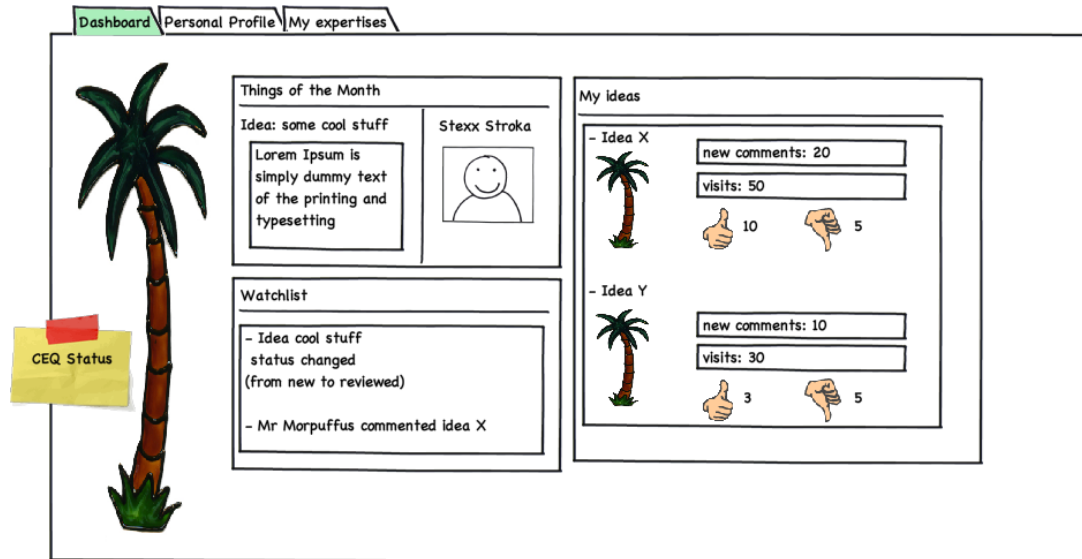 Dashboard
Personal Profile
My expertises
Things of the Month
Idea: some cool stuff
Lorem Ipsum is
simply dummy text
of the printing and
typesetting
Stexx Stroka
Watchlist
- Idea cool stuff
status changed
(from new to reviewed)
- Mr Morpuffus commented idea X
My ideas
- Idea X
new comments: 20
visits: 50
10
5
- Idea Y
new comments: 10
visits: 30
3
5
CEQ Status